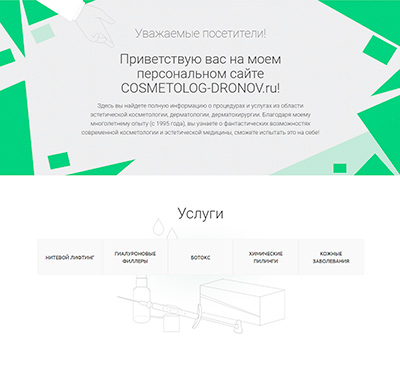 Уважаемые посетители!
Приветствую вас на моем
персональном сайте
COSMETOLOG-DRONOV.ru!
Здесь вы найдете полную информацию о процедурах и услугах из области
эстетической косметологии, дерматологии, дерматохирургии. Благодаря моему
многолетнему опыту (с 1995 года), вы узнаете о фантастических возможностях
современной косметологии и эстетической медицины, сможете испытать это на себе!
Услуги
НИТЕВОЙ ЛИФТИНГ
ГИАЛУРОНОВЫЕ
ФИЛЛЕРЫ
БОТОКС
ХИМИЧЕСКИЕ
ПИЛИНГИ
КОЖНЫЕ
ЗАБОЛЕВАНИЯ